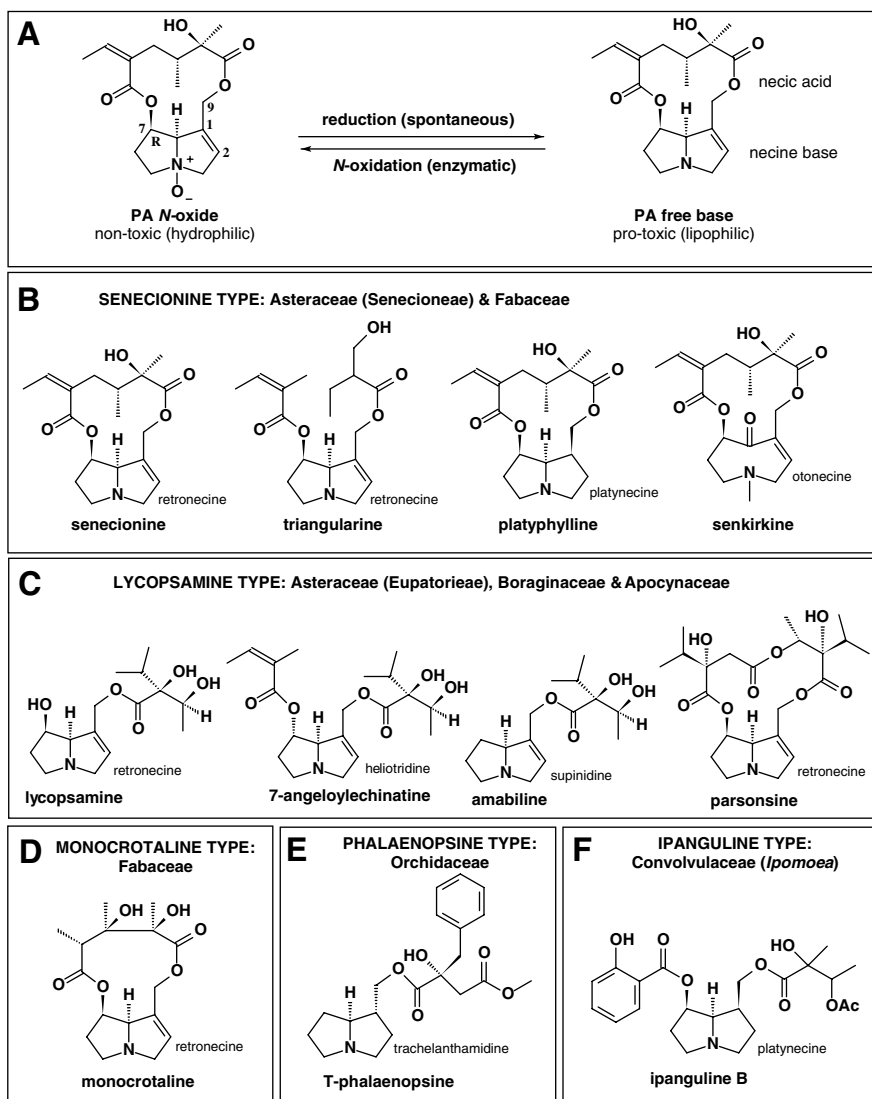 A
HO
O
O
O
O
H
9
7
R
1
2
N
+
O
–
PA N-oxide
non-toxic (hydrophilic)
reduction (spontaneous)
N-oxidation (enzymatic)
HO
O
O
O
O
H
N
necic acid
necine base
PA free base
pro-toxic (lipophilic)
B
SENECIONINE TYPE: Asteraceae (Senecioneae) & Fabaceae
HO
O
O
O
O
H
N
retronecine
senecionine
OH
O
O
O
O
H
N
retronecine
triangularine
HO
O
O
O
O
H
N
platynecine
platyphylline
HO
O
O
O
O
O
N
otonecine
senkirkine
C
LYCOPSAMINE TYPE: Asteraceae (Eupatorieae), Boraginaceae & Apocynaceae
HO
H
O
O
OH
OH
H
N
retronecine
lycopsamine
O
O
H
O
O
OH
OH
H
N
heliotridine
7-angeloylechinatine
H
O
O
OH
OH
H
N
supinidine
amabiline
HO
O
HO
O
O
O
O
O
H
N
retronecine
parsonsine
D
MONOCROTALINE TYPE:
Fabaceae
OH
OH
O
O
O
O
H
N
retronecine
monocrotaline
E
PHALAENOPSINE TYPE:
Orchidaceae
HO
O
O
O
O
H
N
trachelanthamidine
T-phalaenopsine
F
IPANGULINE TYPE:
Convolvulaceae (Ipomoea)
OH
O
O
H
O
O
HO
OAc
N
platynecine
ipanguline B